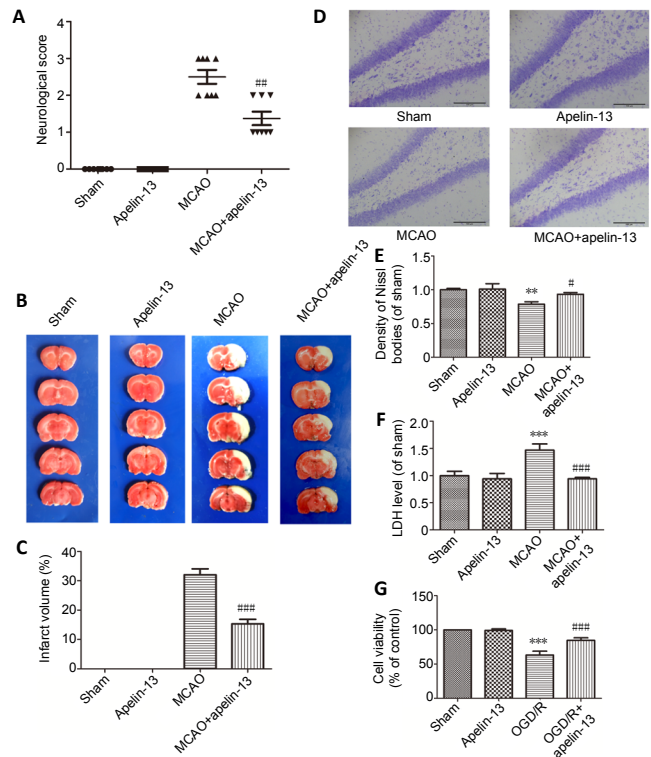 A
Neurological score
4
3
2
1
0
##
Sham
Apelin-13
MCAO
MCAO+apelin-13
B
Sham
Apelin-13
MCAO
MCAO+apelin-13
C
Infarct volume (%)
40
30
20
10
0
###
Sham
Apelin-13
MCAO
MCAO+apelin-13
D
Sham
Apelin-13
MCAO
MCAO+apelin-13
E
Density of Nissl
bodies (of sham)
1.5
1.0
0.5
0.0
**
#
Sham
Apelin-13
MCAO
MCAO+
apelin-13
F
LDH level (of sham)
2.0
1.5
1.0
0.5
0.0
***
###
Sham
Apelin-13
MCAO
MCAO+
apelin-13
G
Cell viability
(% of control)
150
100
50
0
***
###
Sham
Apelin-13
OGD/R
OGD/R+
apelin-13